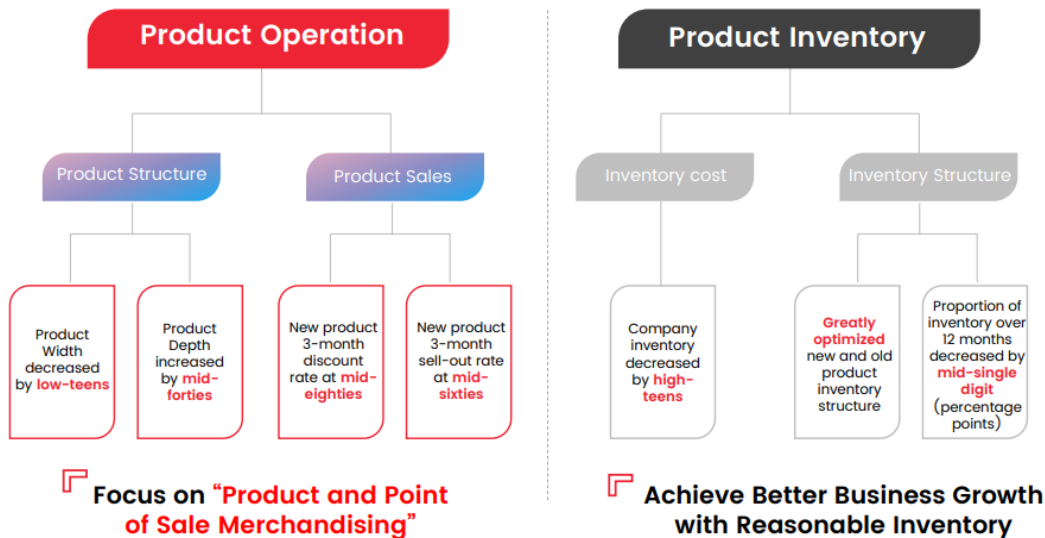 Product Operation
Product Inventory
Product Structure
Product Sales
Inventory cost
Inventory Structure
Product
Width
decreased
by low-teens
Product
Depth
increased
by mid-
forties
New product
3-month
discount
rate at mid-
eighties
New product
3-month
sell-out rate
at mid-
sixties
Company
inventory
decreased
by high-
teens
Greatly
optimized
new and old
product
inventory
structure
Proportion of
inventory over
12 months
decreased by
mid-single
digit
(percentage
points)
Focus on “Product and Point
of Sale Merchandising”
Achieve Better Business Growth
with Reasonable Inventory